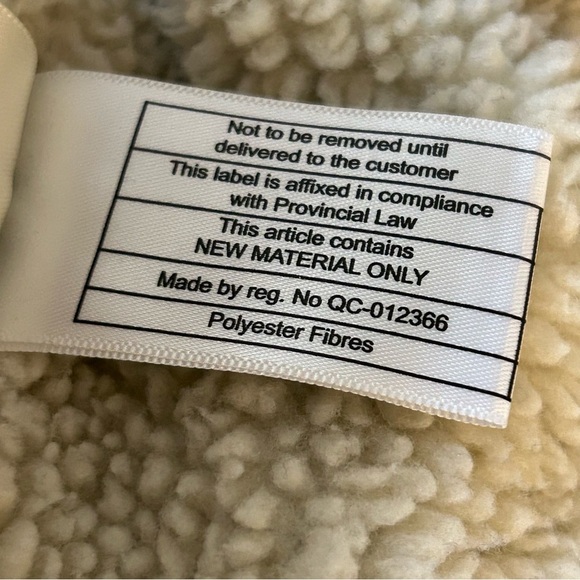 Not to be removed until
delivered to the customer
This label is affixed in compliance
with Provincial Law
This article contains
NEW MATERIAL ONLY
Made by reg. No QC-012366
Polyester Fibres